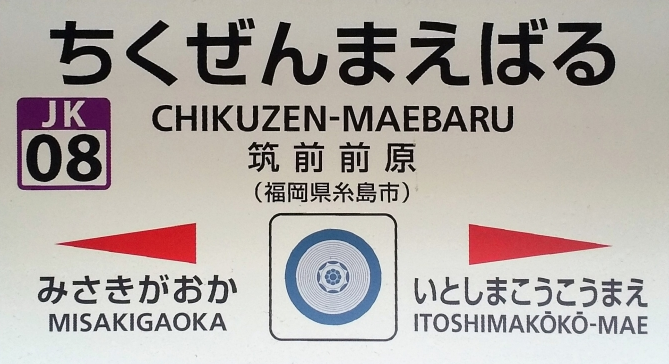 ちくぜんまえばる
JK
08
CHIKUZEN-MAEBARU
筑前前原
(福岡県糸島市)
みさきがおか
MISAKIGAOKA
いとしまこうこうまえ
ITOSHIMAKŌKŌ-MAE